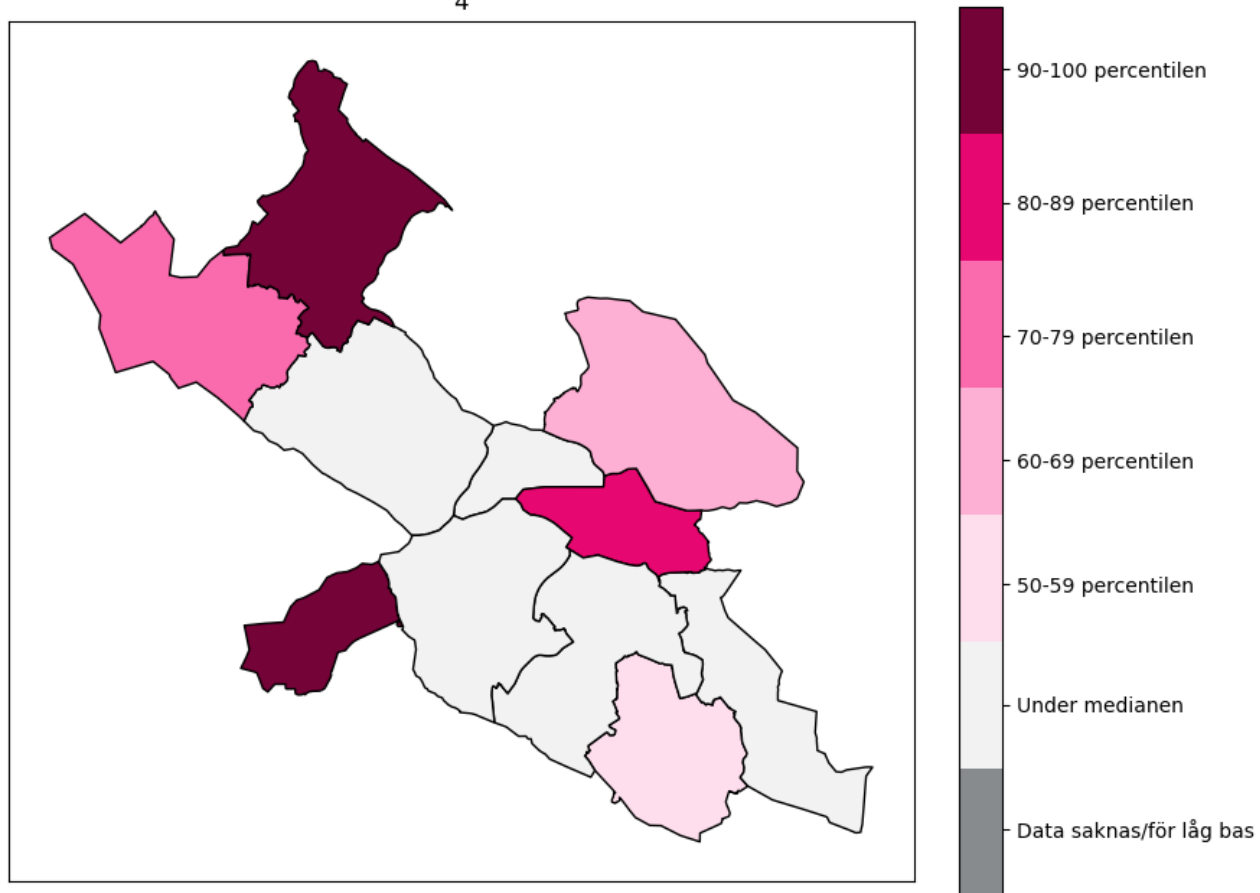 4
90-100 percentilen
80-89 percentilen
70-79 percentilen
60-69 percentilen
50-59 percentilen
Under medianen
Data saknas/för låg bas